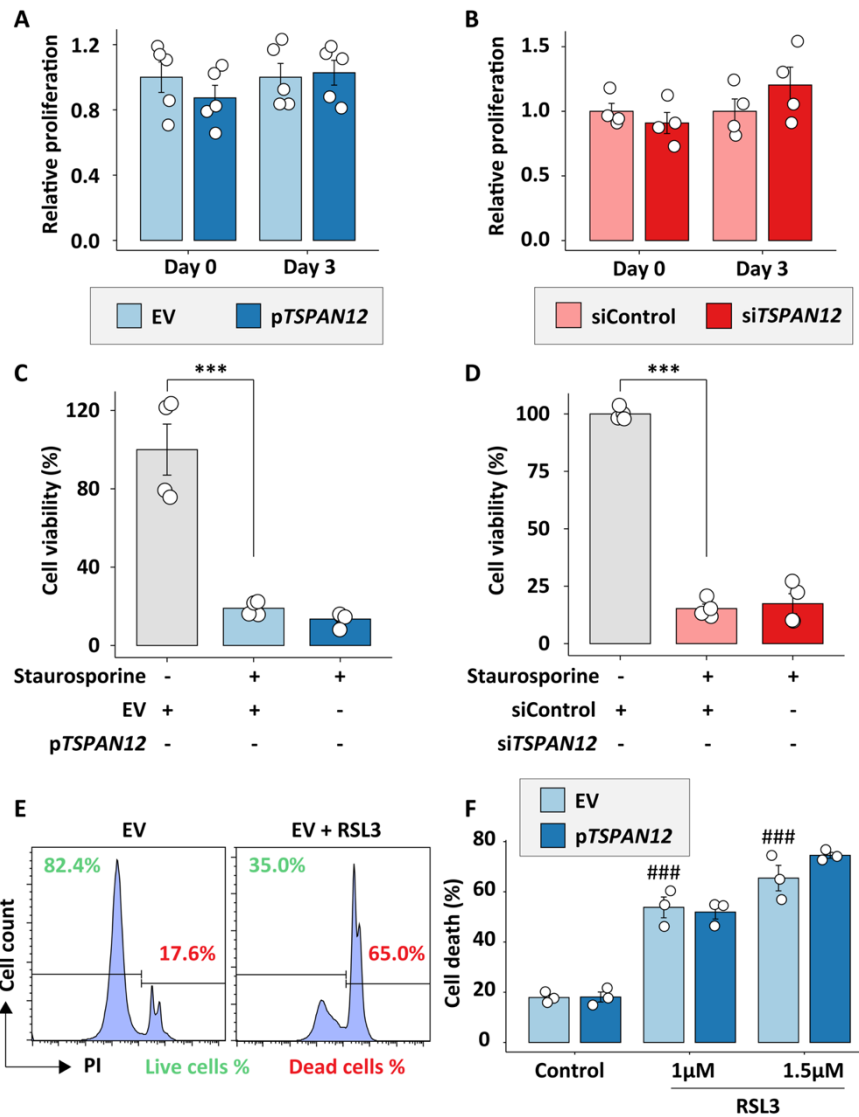 A
Relative proliferation
1.2
0.8
0.4
0.0
Day 0 Day 3
EV pTSPAN12
B
Relative proliferation
1.5
1.0
0.5
0.0
Day 0 Day 3
siControl siTSPAN12
C
***
Cell viability (%)
120
80
40
0
Staurosporine - + +
EV + + -
pTSPAN12 - - -
D
***
Cell viability (%)
100
75
50
25
0
Staurosporine - + +
siControl + + -
siTSPAN12 - - -
E
EV EV + RSL3
Cell count
82.4% 17.6%
35.0% 65.0%
PI Live cells % Dead cells %
F
EV
pTSPAN12
Cell death (%)
80
60
40
20
0
### ###
Control 1µM 1.5µM
RSL3